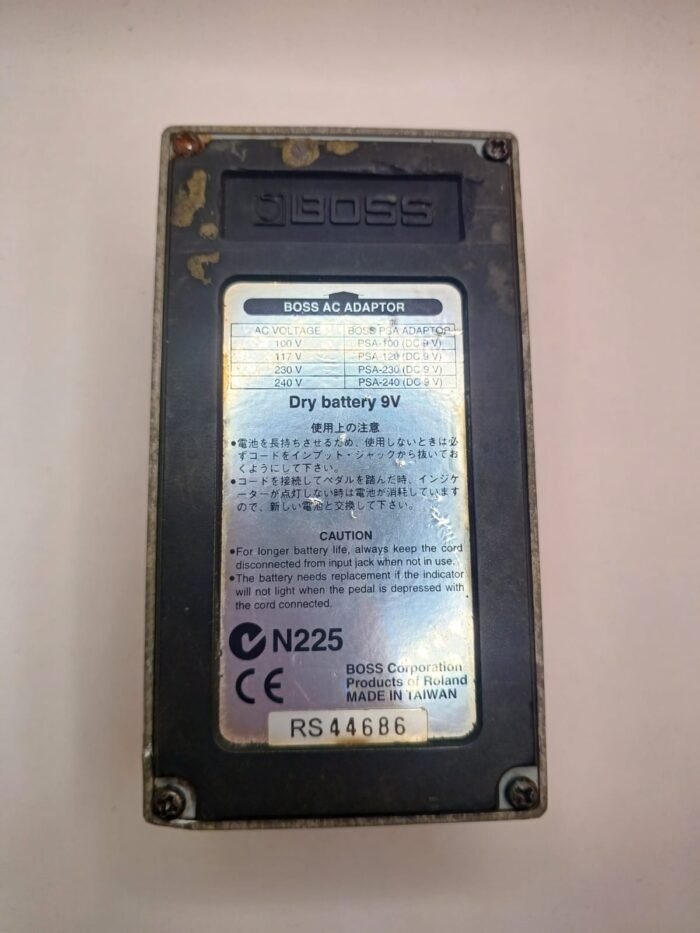 BOSS
BOSS AC ADAPTOR
AC VOLTAGE BOSS PSA ADAPTOR
100 V PSA-100 (DC 9 V)
117 V PSA-120 (DC 9 V)
230 V PSA-230 (DC 9 V)
240 V PSA-240 (DC 9 V)
Dry battery 9V
使用上の注意
●電池を長持ちさせるため、使用しないときは必
ずコードをインプット・ジャックから抜いてお
くようにして下さい。
●コードを接続してペダルを踏んだ時、インジケ
ーターが点灯しない時は電池が消耗しています
ので、新しい電池と交換して下さい。
CAUTION
●For longer battery life, always keep the cord
disconnected from input jack when not in use.
●The battery needs replacement if the indicator
will not light when the pedal is depressed with
the cord connected.
N225
CE
BOSS Corporation
Products of Roland
MADE IN TAIWAN
RS44686